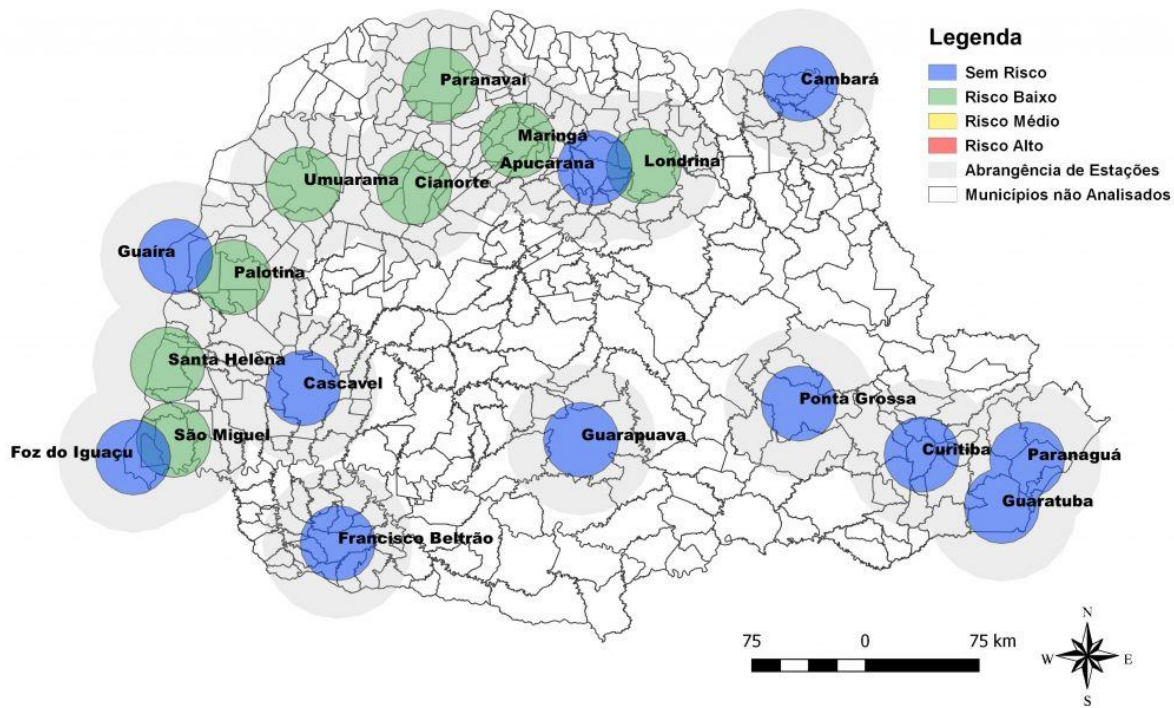 Legenda
Sem Risco
Risco Baixo
Risco Médio
Risco Alto
Abrangência de Estações
Municípios não Analisados
Paranavaí
Cambará
Maringá
Apucarana
Londrina
Umuarama
Cianorte
Guaíra
Palotina
Santa Helena
Cascavel
Ponta Grossa
São Miguel
Guarapuava
Foz do Iguaçu
Curitiba
Paranaguá
Guaratuba
Francisco Beltrão
75 0 75 km
N
W E
S